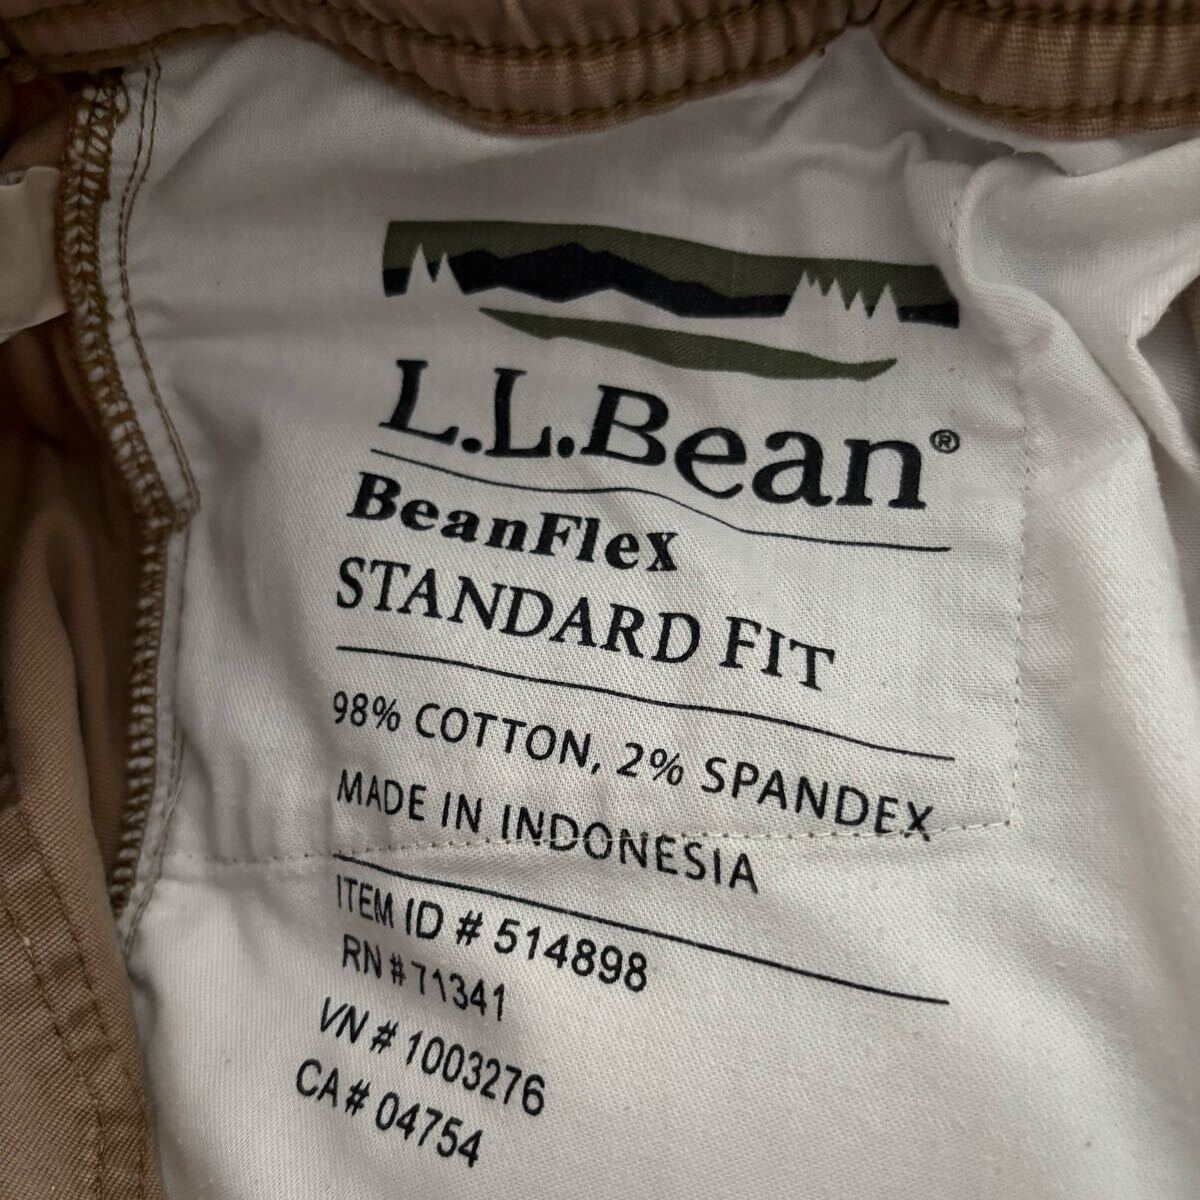 L.L.Bean®
BeanFlex
STANDARD FIT
98% COTTON, 2% SPANDEX
MADE IN INDONESIA
ITEM ID # 514898
RN # 71341
VN # 1003276
CA # 04754